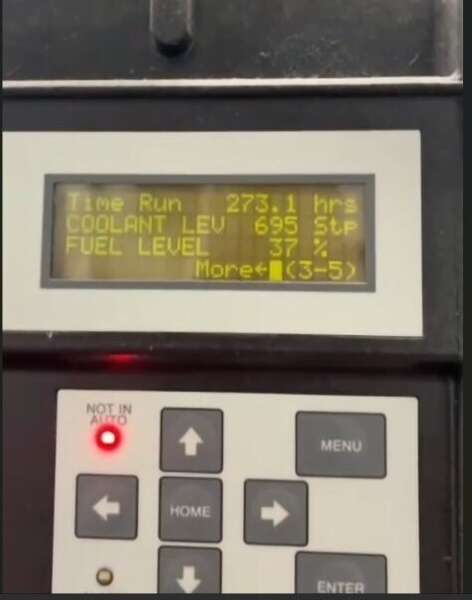 Time Run 273.1 hrs
COOLANT LEV 695 Stp
FUEL LEVEL 37 %
More← (3-5)
NOT IN
AUTO
MENU
HOME
ENTER